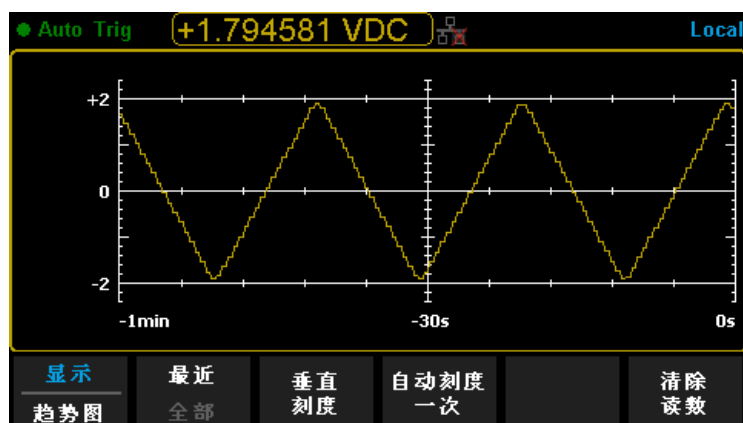 Auto Trig +1.794581 VDC Local
+2
0
-2
-1min -30s 0s
显示 最近 垂直 自动刻度 清除
趋势图 全部 刻度 一次 读数